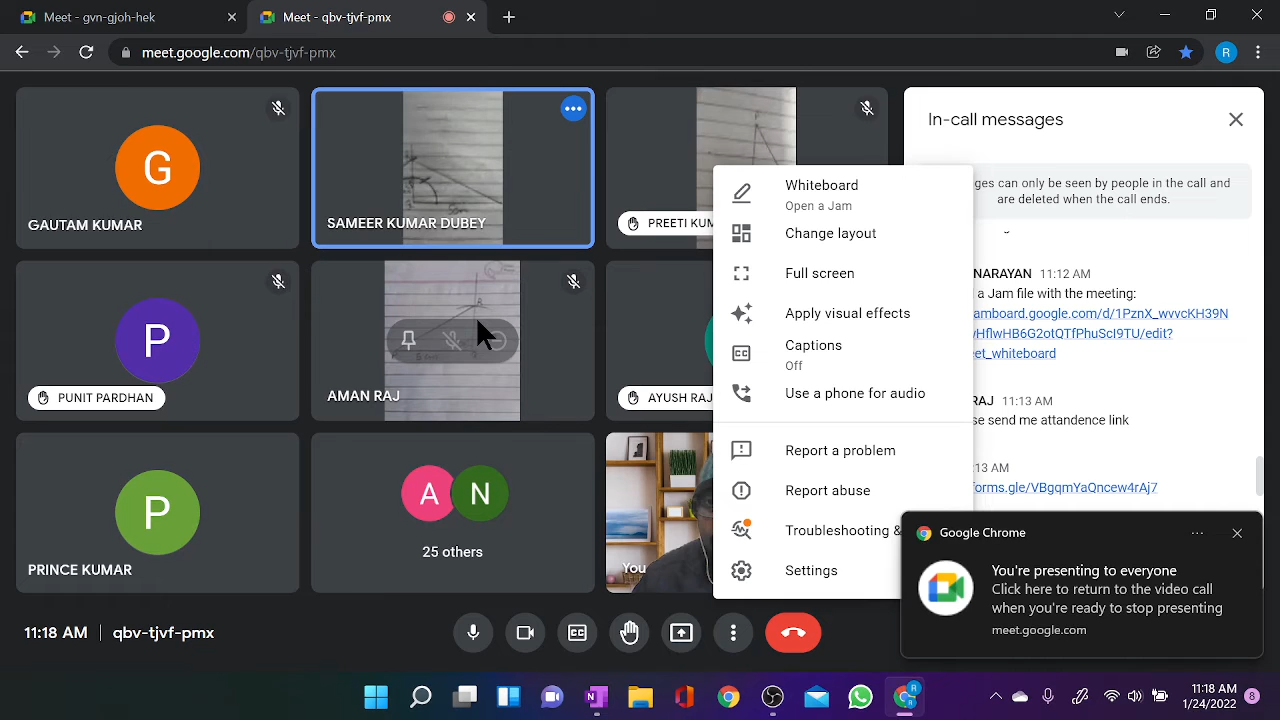 Meet - gvn-gjoh-hek
Meet - qbv-tjvf-pmx
meet.google.com/qbv-tjvf-pmx
R
G
GAUTAM KUMAR
SAMEER KUMAR DUBEY
PREETI KUM
In-call messages
ges can only be seen by people in the call and
are deleted when the call ends.
P
PUNIT PARDHAN
AMAN RAJ
AYUSH RAJ
P
PRINCE KUMAR
A N
25 others
You
Whiteboard
Open a Jam
Change layout
Full screen
Apply visual effects
CC
Captions
Off
Use a phone for audio
Report a problem
Report abuse
Troubleshooting &
Settings
NARAYAN 11:12 AM
a Jam file with the meeting:
amboard.google.com/d/1PznX_wvvcKH39N
vHflwHB6G2otQTfPhuScI9TU/edit?
eet_whiteboard
RAJ 11:13 AM
se send me attandence link
:13 AM
forms.gle/VBgqmYaQncew4rAj7
Google Chrome
You're presenting to everyone
Click here to return to the video call
when you're ready to stop presenting
meet.google.com
11:18 AM | qbv-tjvf-pmx
CC
11:18 AM
1/24/2022
8